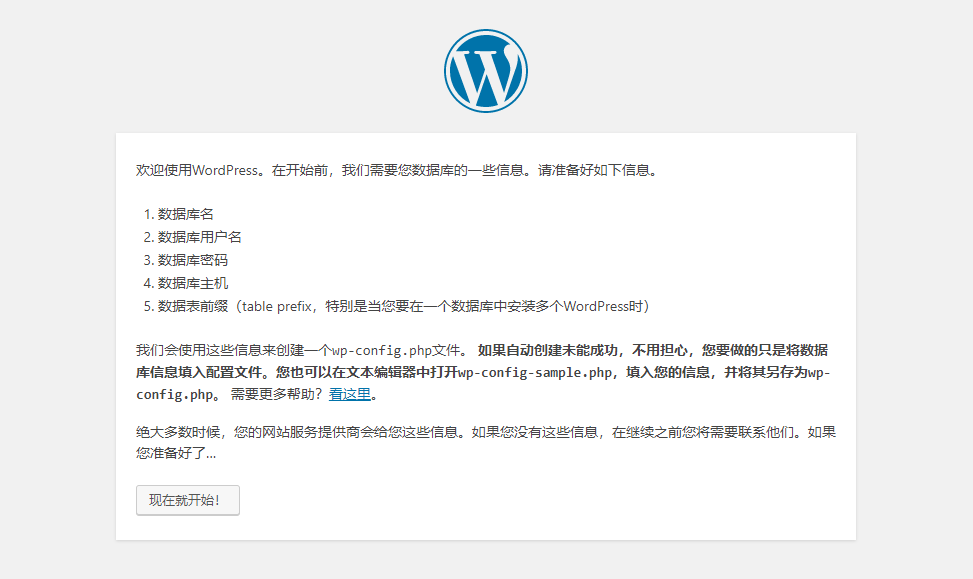 欢迎使用WordPress。在开始前，我们需要您数据库的一些信息。请准备好如下信息。
1. 数据库名
2. 数据库用户名
3. 数据库密码
4. 数据库主机
5. 数据表前缀（table prefix，特别是当您要在一个数据库中安装多个WordPress时）
我们会使用这些信息来创建一个wp-config.php文件。 如果自动创建未能成功，不用担心，您要做的只是将数据
库信息填入配置文件。您也可以在文本编辑器中打开wp-config-sample.php，填入您的信息，并将其另存为wp-
config.php。 需要更多帮助？看这里。
绝大多数时候，您的网站服务提供商会给您这些信息。如果您没有这些信息，在继续之前您将需要联系他们。如果
您准备好了…
现在就开始！